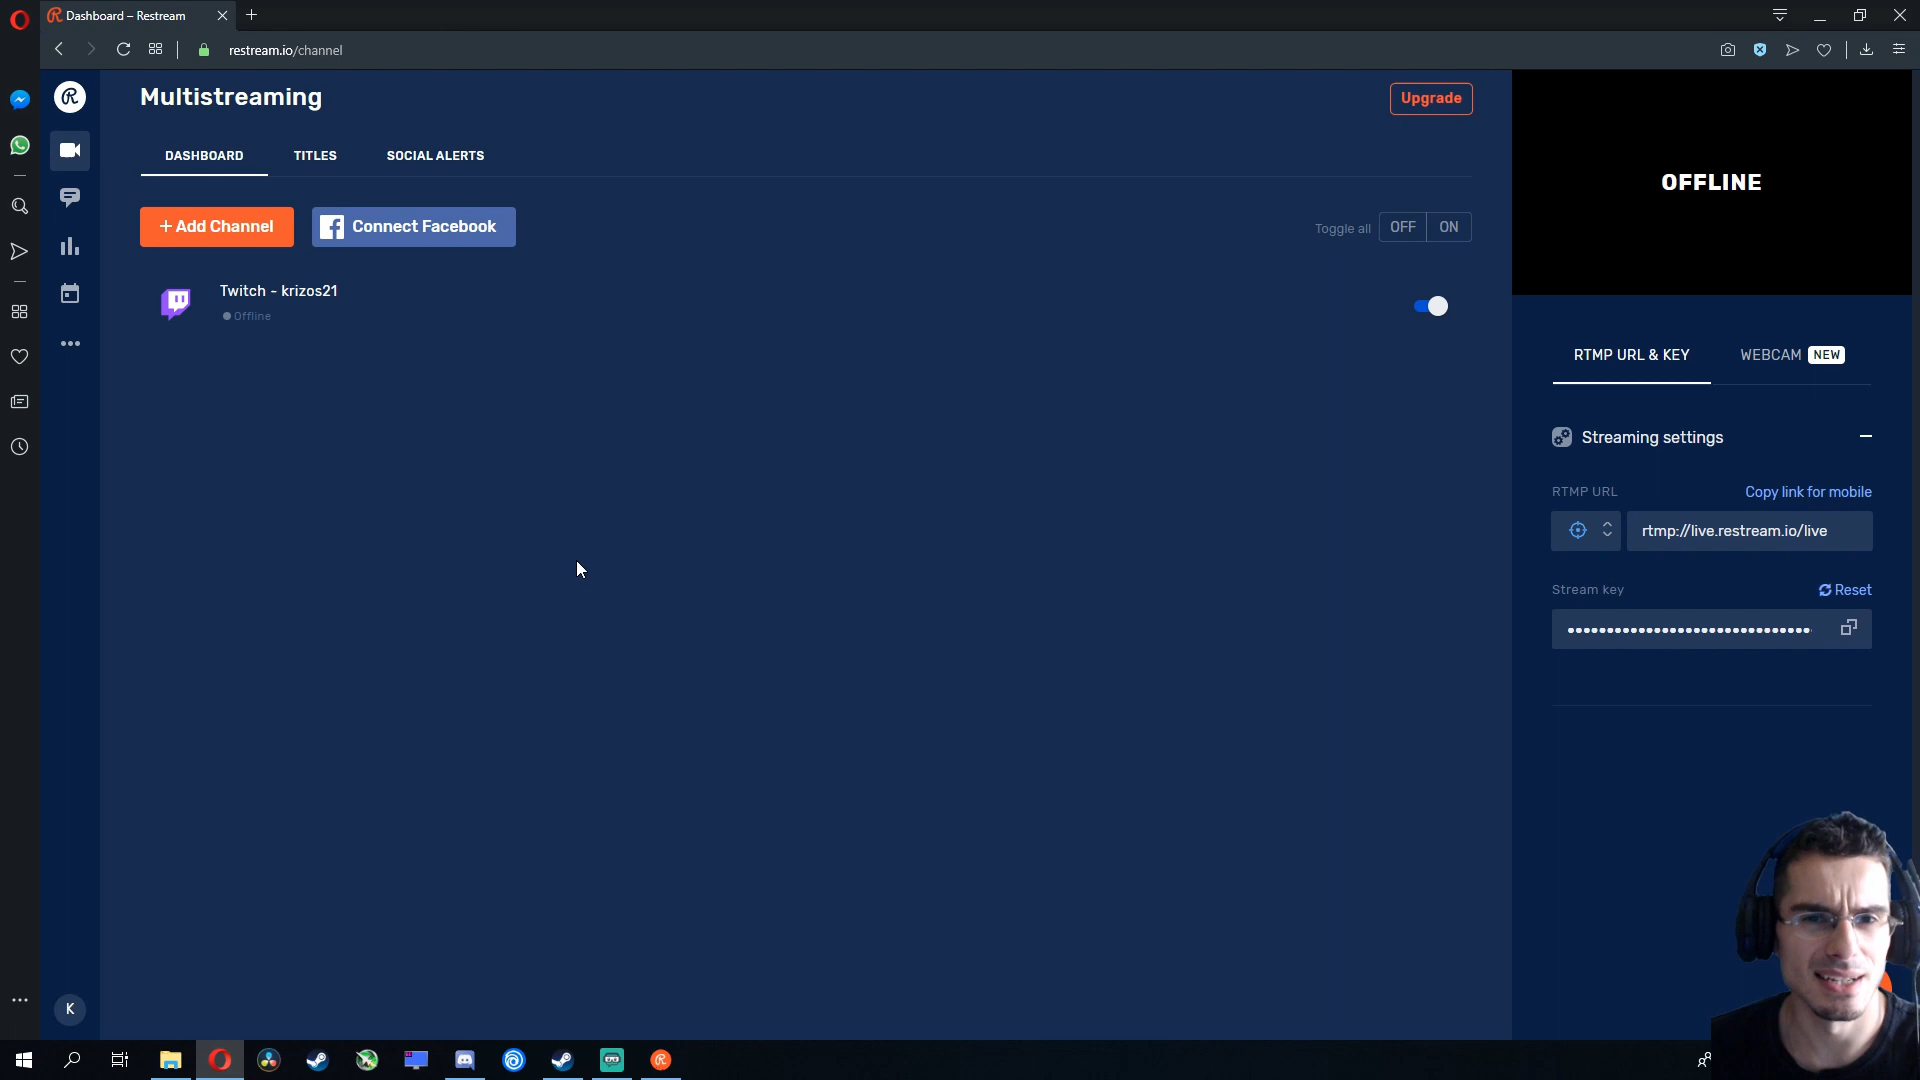 Dashboard – Restream
restream.io/channel
Multistreaming
Upgrade
DASHBOARD
TITLES
SOCIAL ALERTS
+ Add Channel
Connect Facebook
Toggle all
OFF
ON
Twitch - krizos21
Offline
OFFLINE
RTMP URL & KEY
WEBCAM NEW
Streaming settings
RTMP URL
Copy link for mobile
rtmp://live.restream.io/live
Stream key
Reset
K